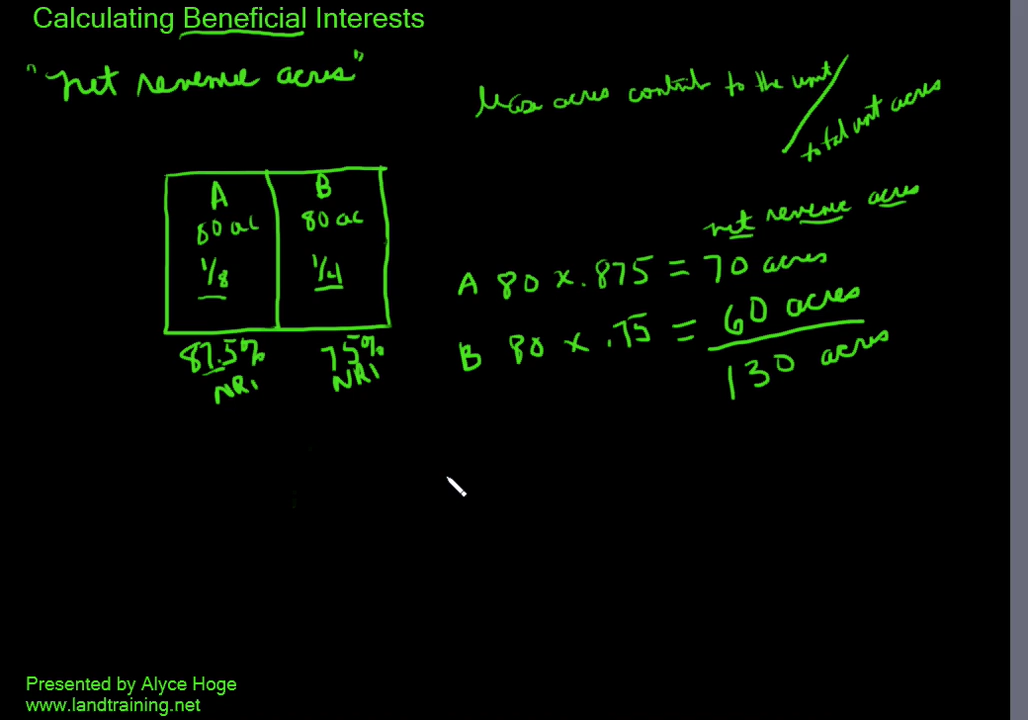 Calculating Beneficial Interests
"net revenue acres"
acres contrib to the unit/
total unt acres
A
80 ac
1/8
B
80 ac
1/4
87.5%
NRI
75%
NRI
net revenue acres
A 80 x .875 = 70 acres
B 80 x .75 = 60 acres
130 acres
Presented by Alyce Hoge
www.landtraining.net